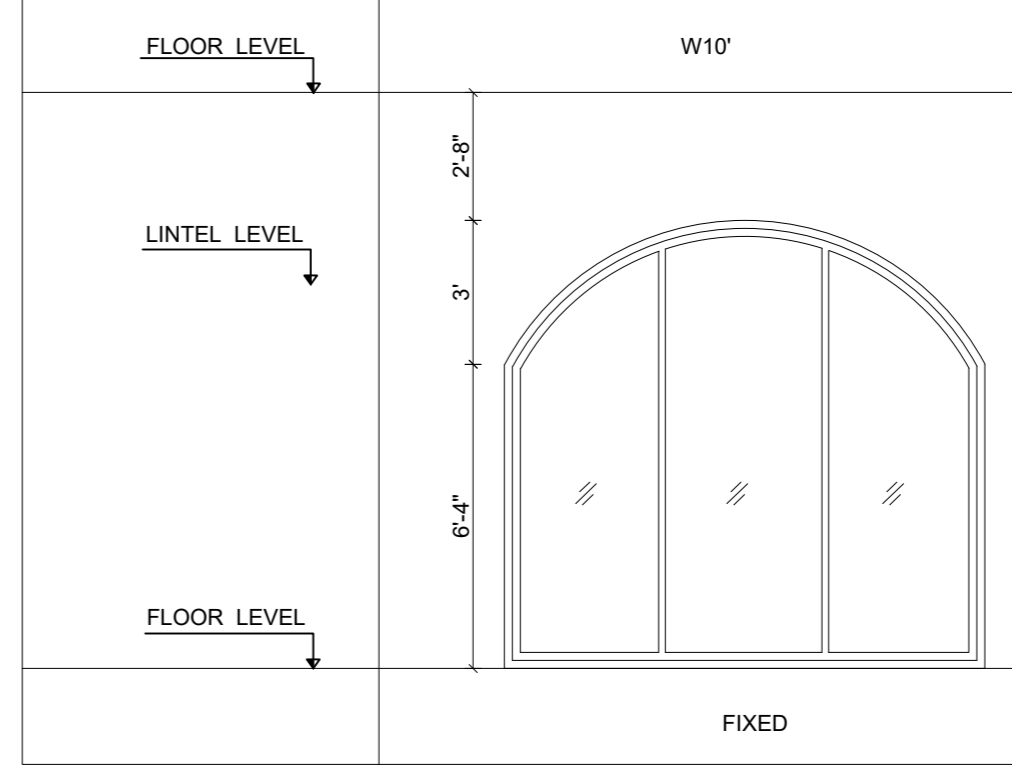 FLOOR LEVEL
W10'
2'-8"
LINTEL LEVEL
3'
6'-4"
FLOOR LEVEL
FIXED